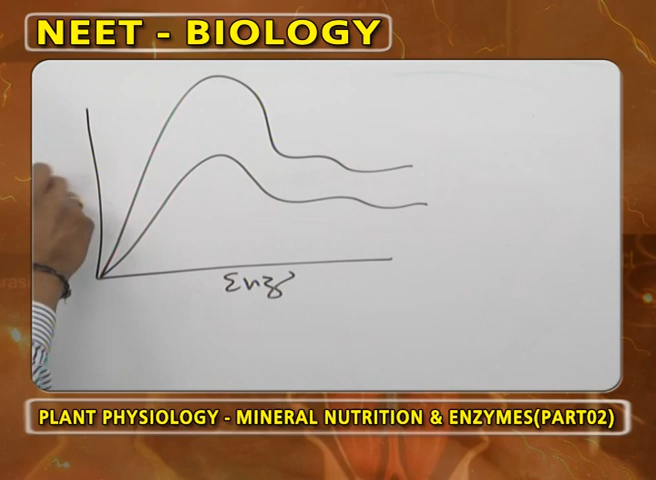 NEET - BIOLOGY
Enz
PLANT PHYSIOLOGY - MINERAL NUTRITION & ENZYMES(PART02)